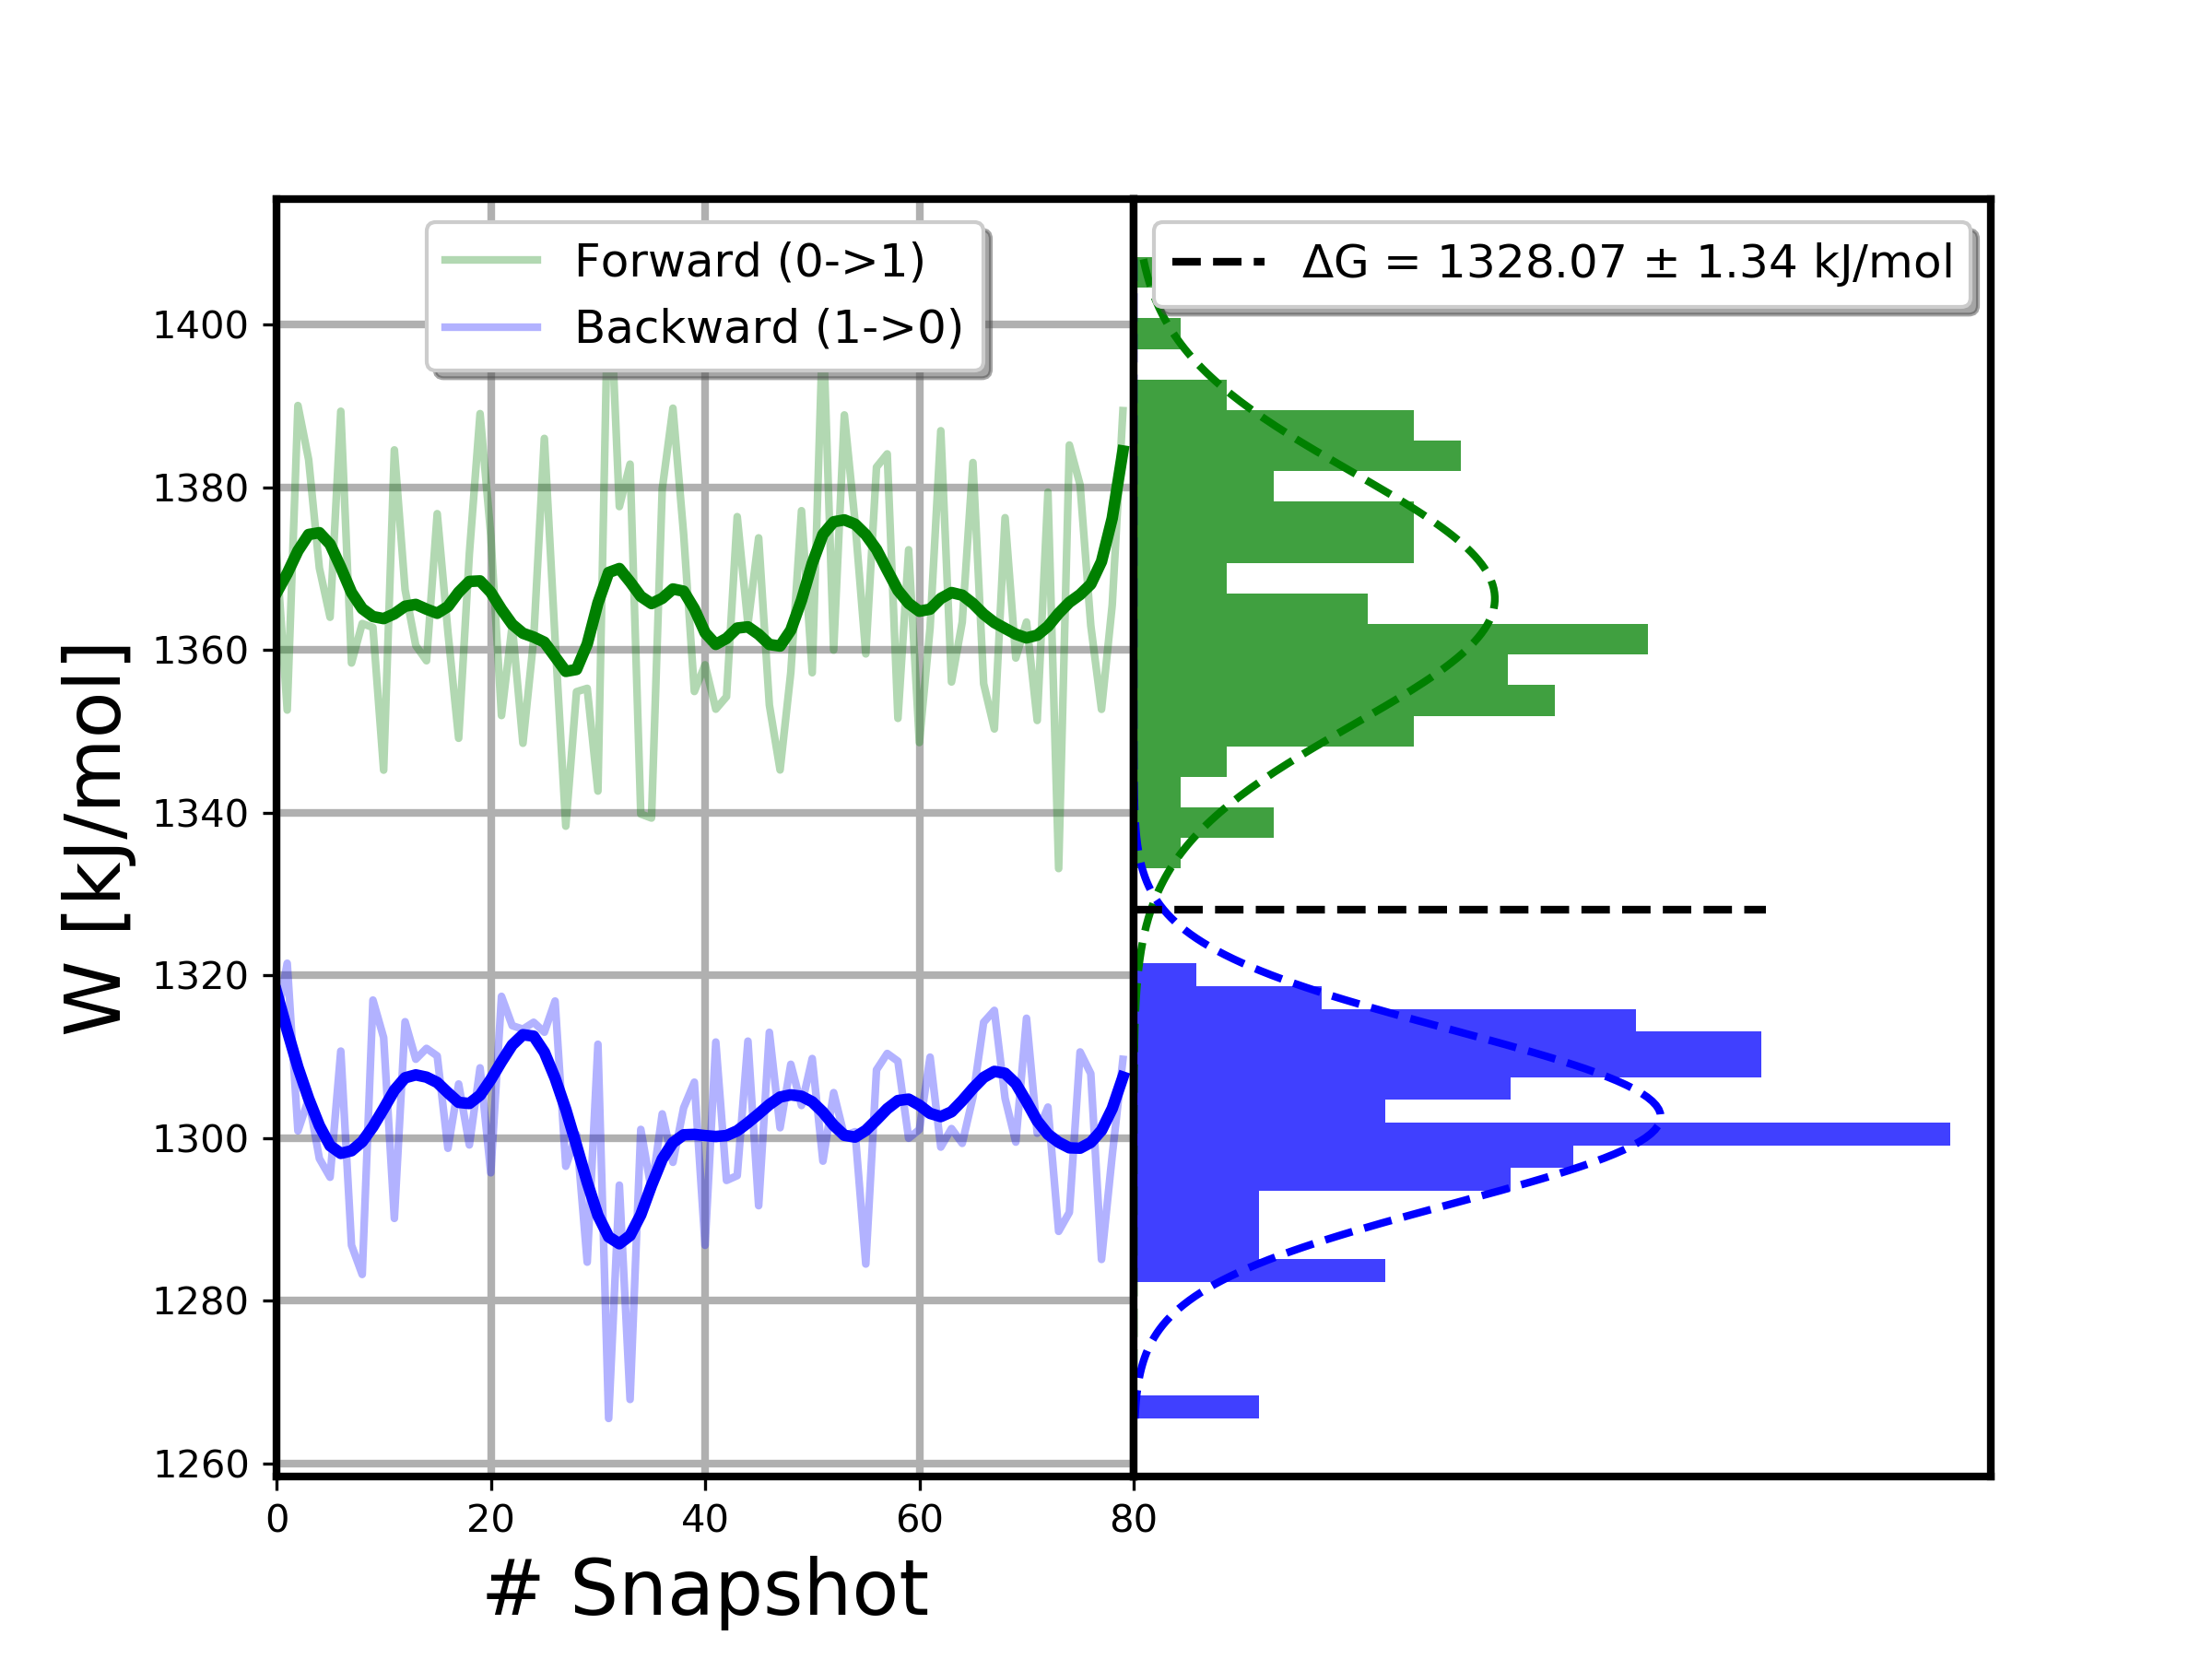 Forward (0->1)
Backward (1->0)
ΔG = 1328.07 ± 1.34 kJ/mol
W [kJ/mol]
1400
1380
1360
1340
1320
1300
1280
1260
0 20 40 60 80
# Snapshot